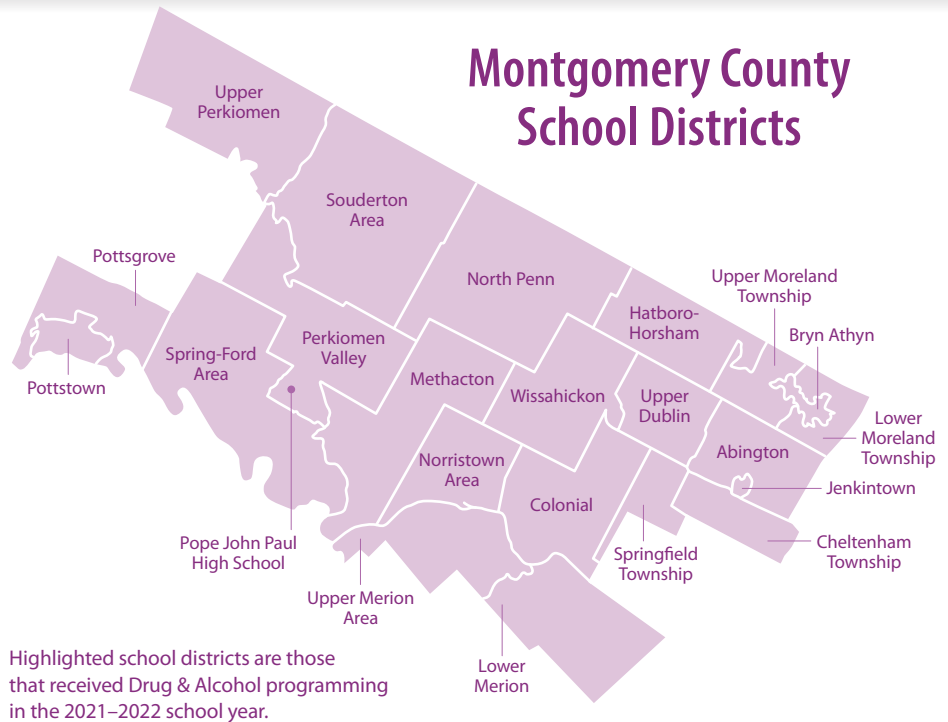 Montgomery County
School Districts
Upper
Perkiomen
Souderton
Area
North Penn
Pottsgrove
Upper Moreland
Township
Hatboro-
Horsham
Bryn Athyn
Perkiomen
Valley
Spring-Ford
Area
Pottstown
Methacton
Wissahickon
Upper
Dublin
Lower
Moreland
Township
Abington
Norristown
Area
Jenkintown
Colonial
Pope John Paul
High School
Springfield
Township
Cheltenham
Township
Upper Merion
Area
Lower
Merion
Highlighted school districts are those
that received Drug & Alcohol programming
in the 2021–2022 school year.